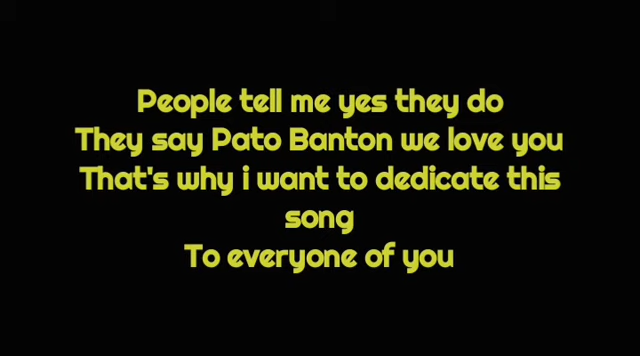 People tell me yes they do
They say Pato Banton we love you
That's why i want to dedicate this
song
To everyone of you